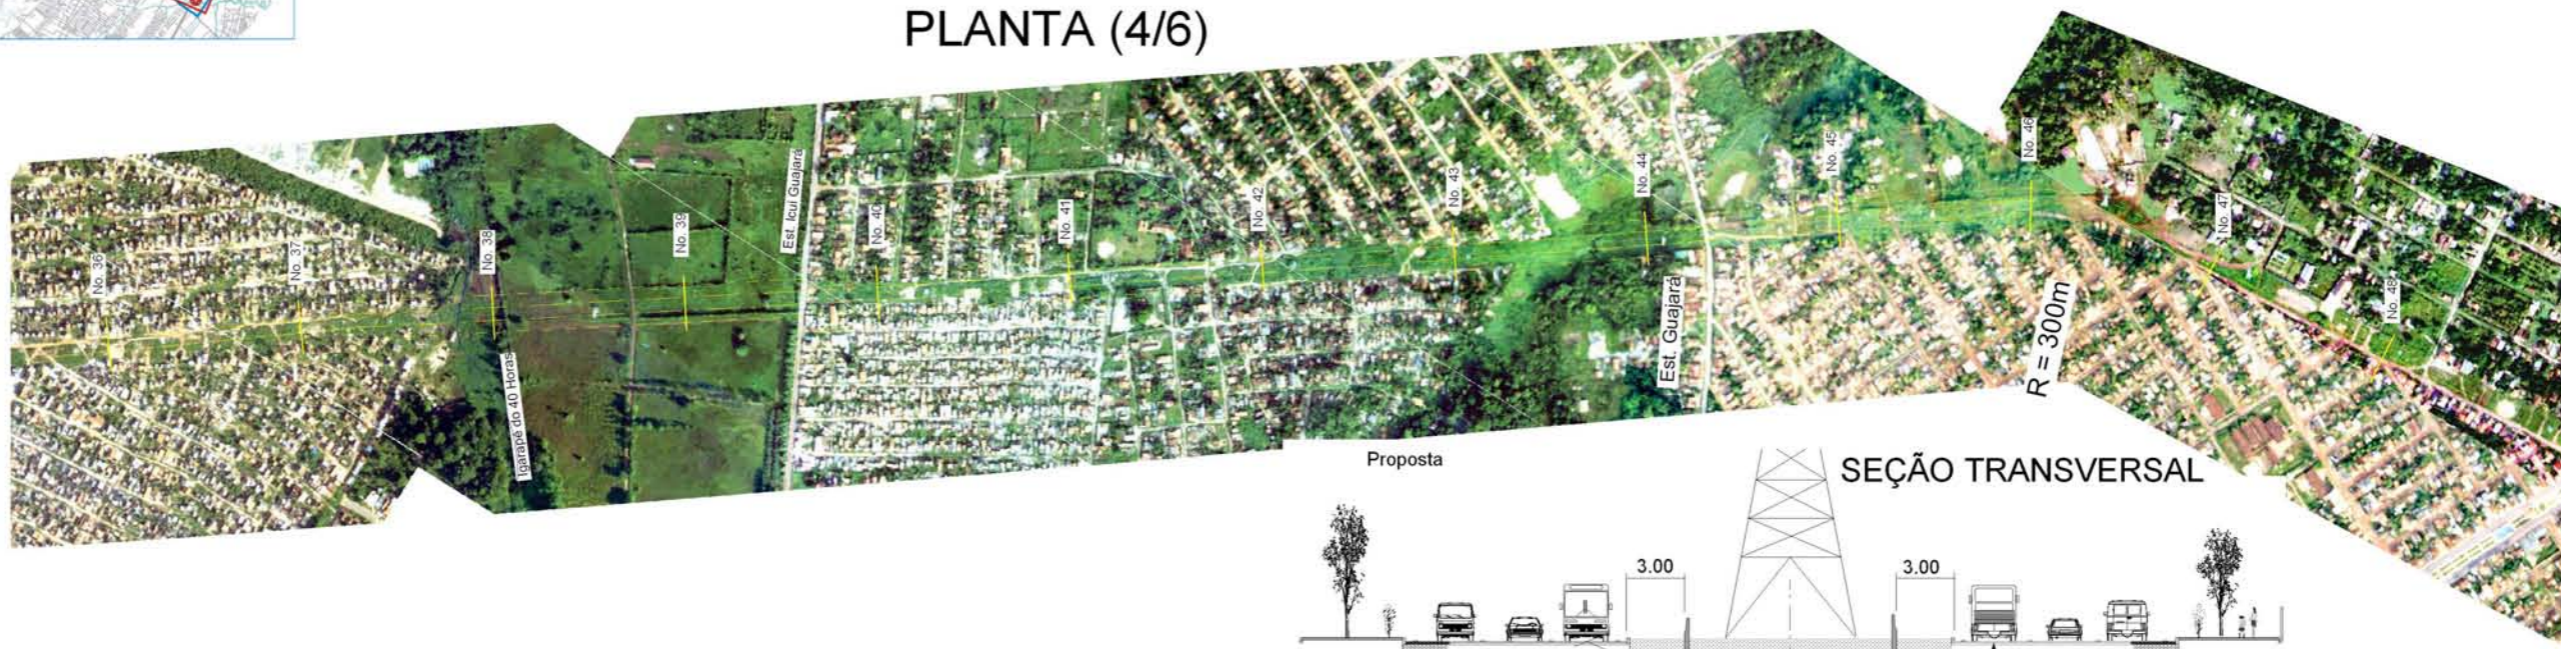 PLANTA (4/6)
No. 36
No. 37
No. 38
Igarapé do 40 Horas
No. 39
Est. Icuí Guajará
No. 40
No. 41
No. 42
No. 43
No. 44
Est. Guajará
No. 45
No. 46
R = 300m
No. 47
No. 48
Proposta
SEÇÃO TRANSVERSAL
3.00
3.00